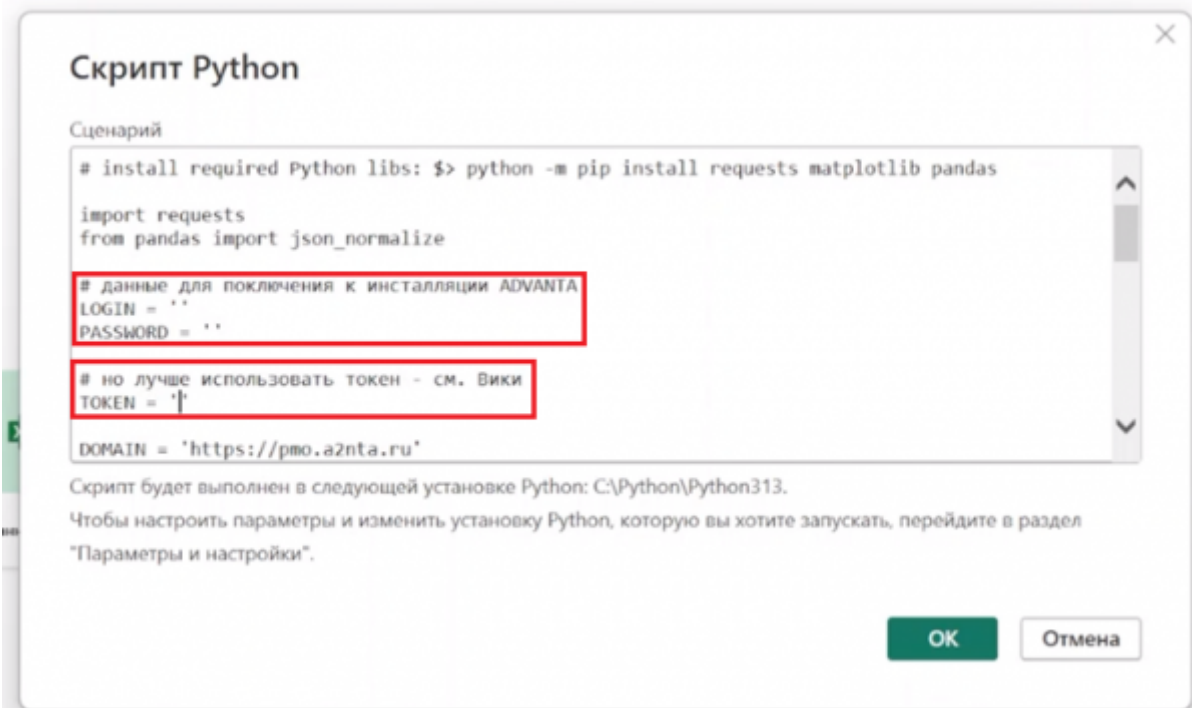 Скрипт Python
Сценарий
# install required Python libs: $> python -m pip install requests matplotlib pandas
import requests
from pandas import json_normalize
# данные для поключения к инсталляции ADVANTA
LOGIN = ''
PASSWORD = ''
# но лучше использовать токен - см. Вики
TOKEN = ''
DOMAIN = 'https://pmo.a2nta.ru'
Скрипт будет выполнен в следующей установке Python: C:\Python\Python313.
Чтобы настроить параметры и изменить установку Python, которую вы хотите запускать, перейдите в раздел
"Параметры и настройки".
OK
Отмена